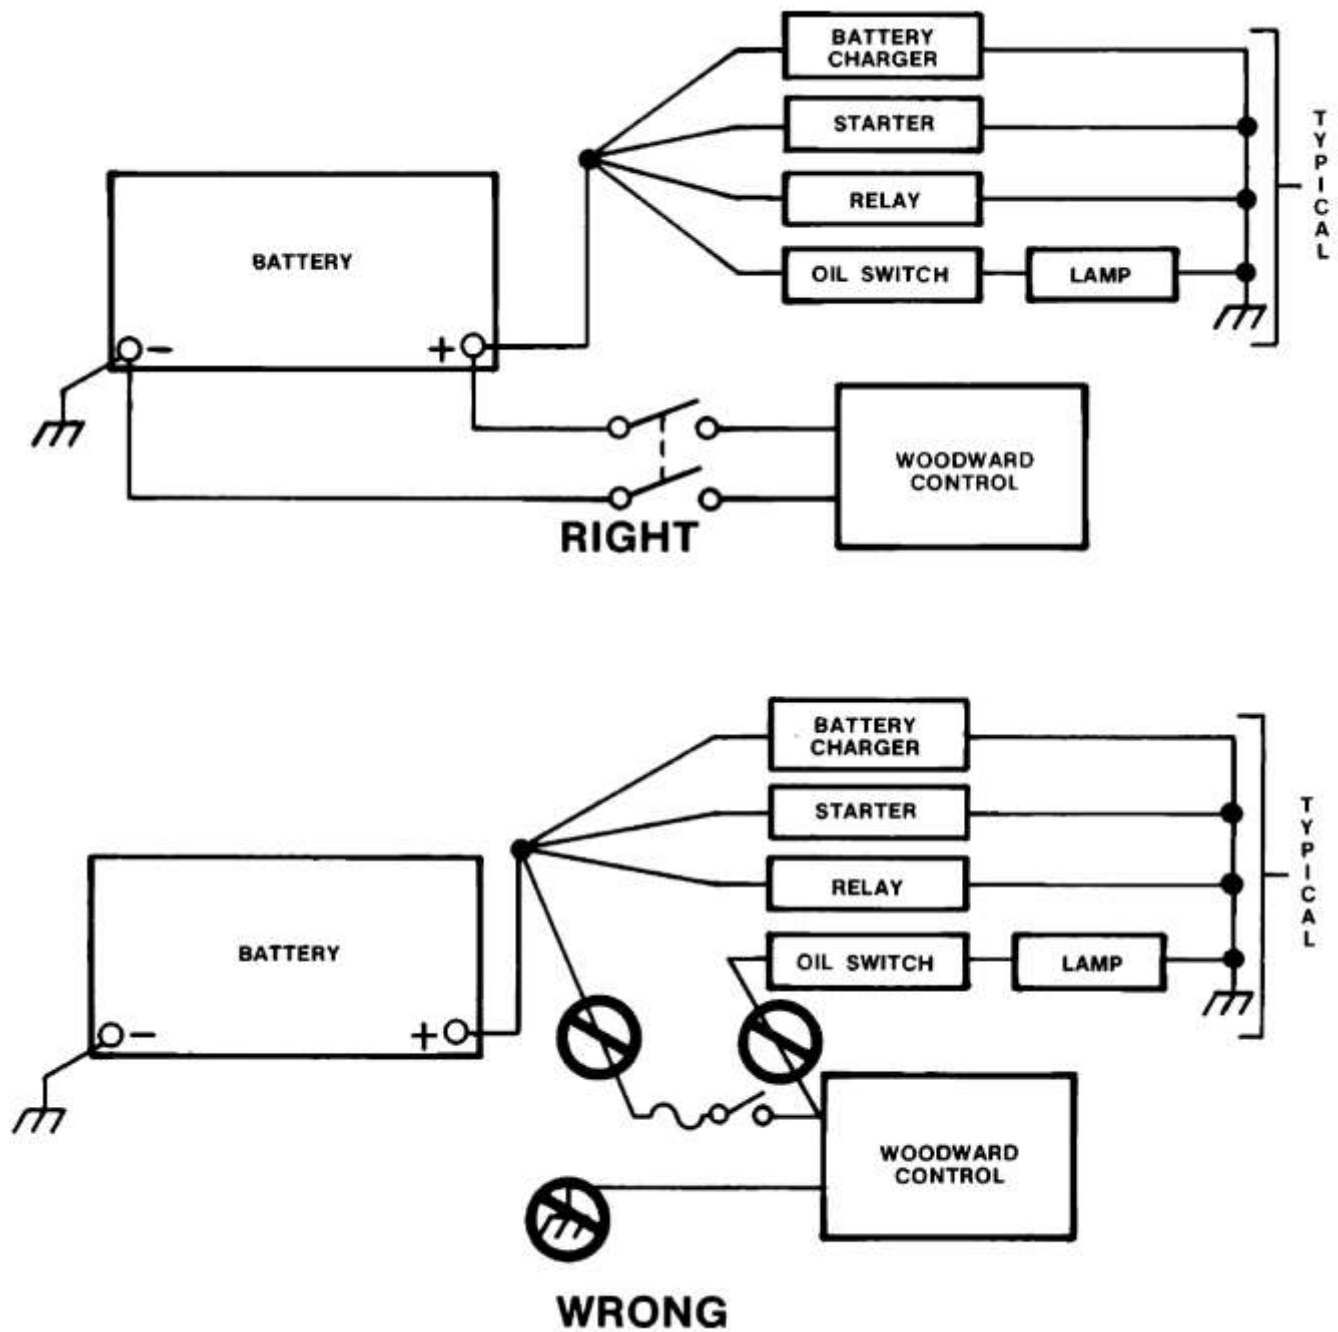 BATTERY
CHARGER
STARTER
RELAY
OIL SWITCH
LAMP
TYPICAL
BATTERY
−
+
WOODWARD
CONTROL
RIGHT
BATTERY
CHARGER
STARTER
RELAY
OIL SWITCH
LAMP
TYPICAL
BATTERY
−
+
WOODWARD
CONTROL
WRONG